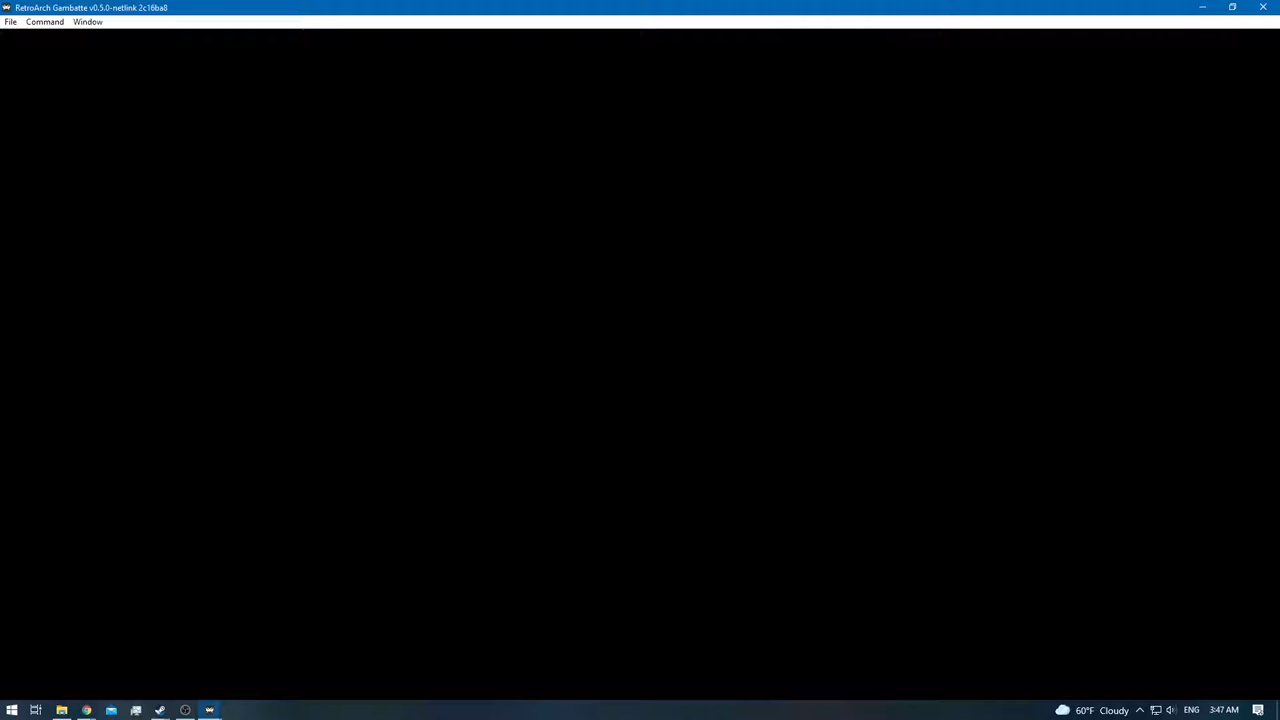 RetroArch Gambatte v0.5.0-netlink 2c16ba8
File Command Window
60°F Cloudy ENG 3:47 AM